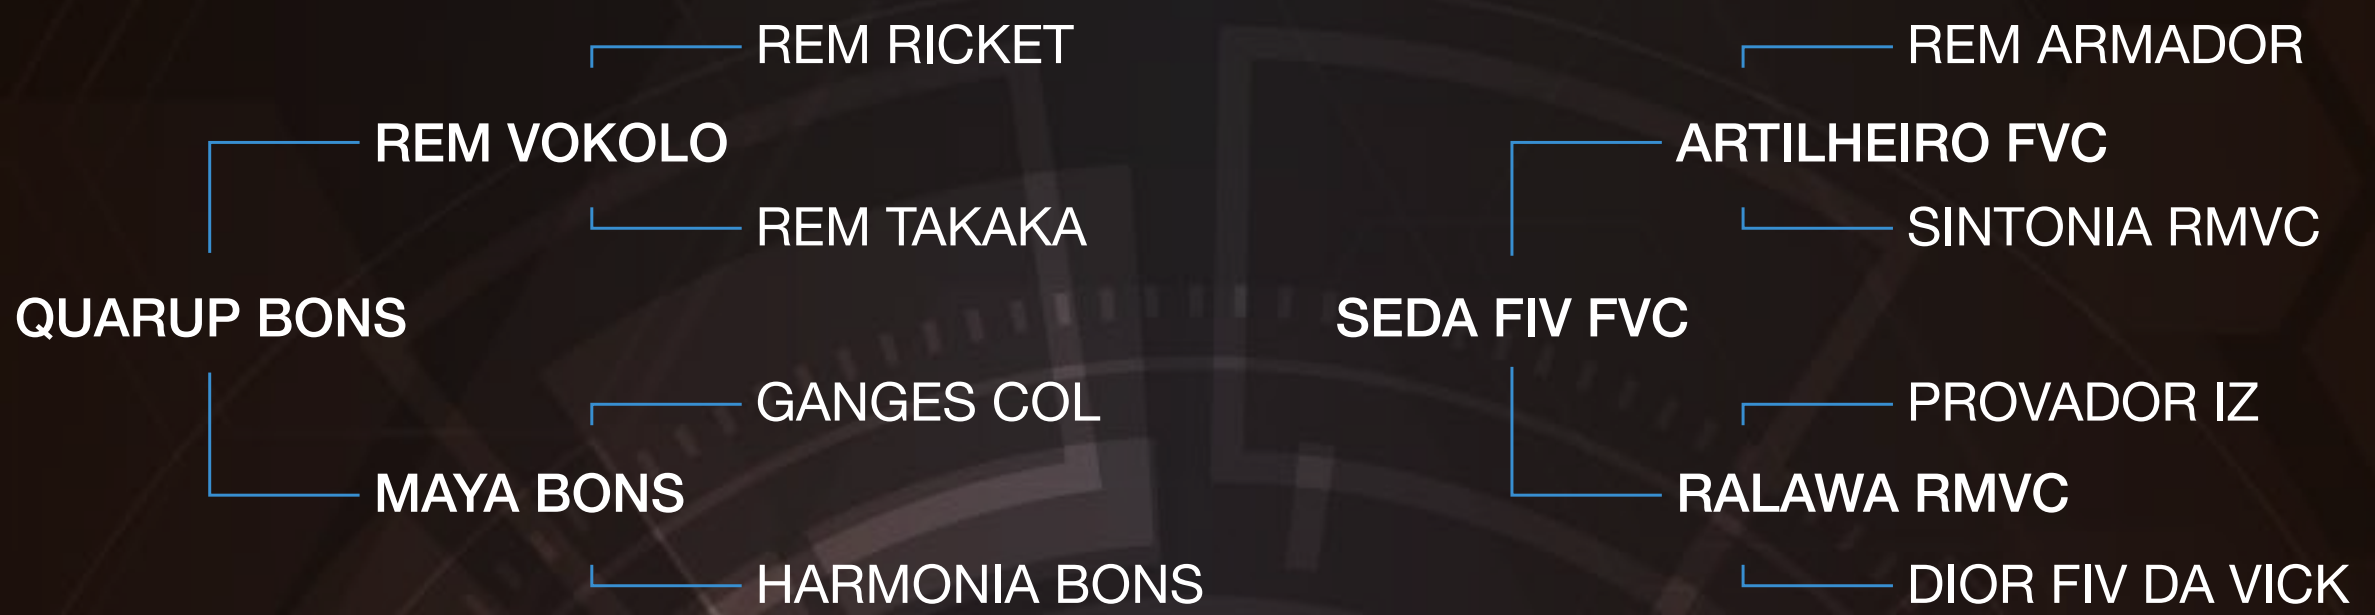 REM RICKET
REM VOKOLO
REM TAKAKA
QUARUP BONS
GANGES COL
MAYA BONS
HARMONIA BONS
REM ARMADOR
ARTILHEIRO FVC
SINTONIA RMVC
SEDA FIV FVC
PROVADOR IZ
RALAWA RMVC
DIOR FIV DA VICK